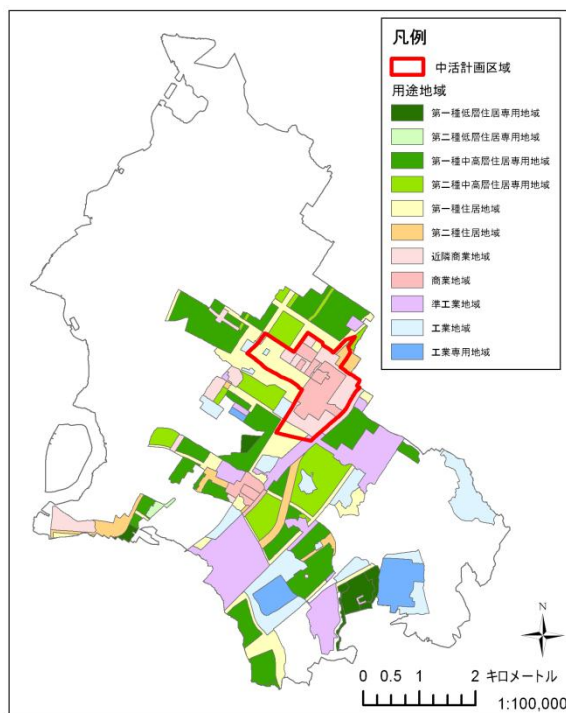 凡例
中活計画区域
用途地域
第一種低層住居専用地域
第二種低層住居専用地域
第一種中高層住居専用地域
第二種中高層住居専用地域
第一種住居地域
第二種住居地域
近隣商業地域
商業地域
準工業地域
工業地域
工業専用地域
N
0 0.5 1 2 キロメートル
1:100,000